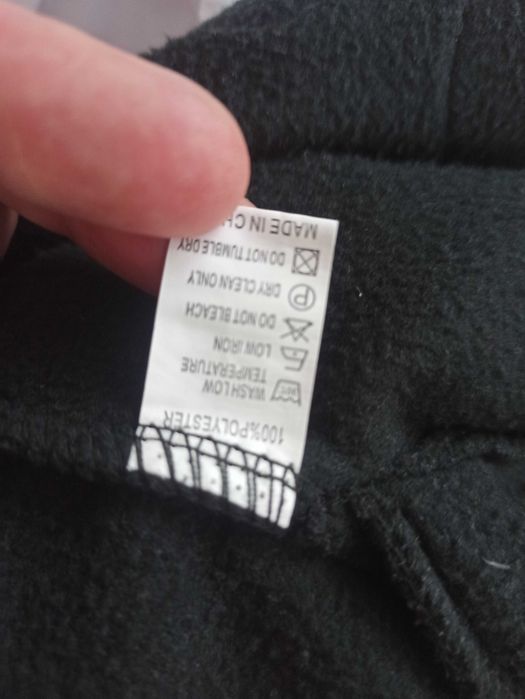 100%POLYESTER
WASH LOW
TEMPERATURE
LOW IRON
DO NOT BLEACH
DRY CLEAN ONLY
DO NOT TUMBLE DRY
MADE IN CH